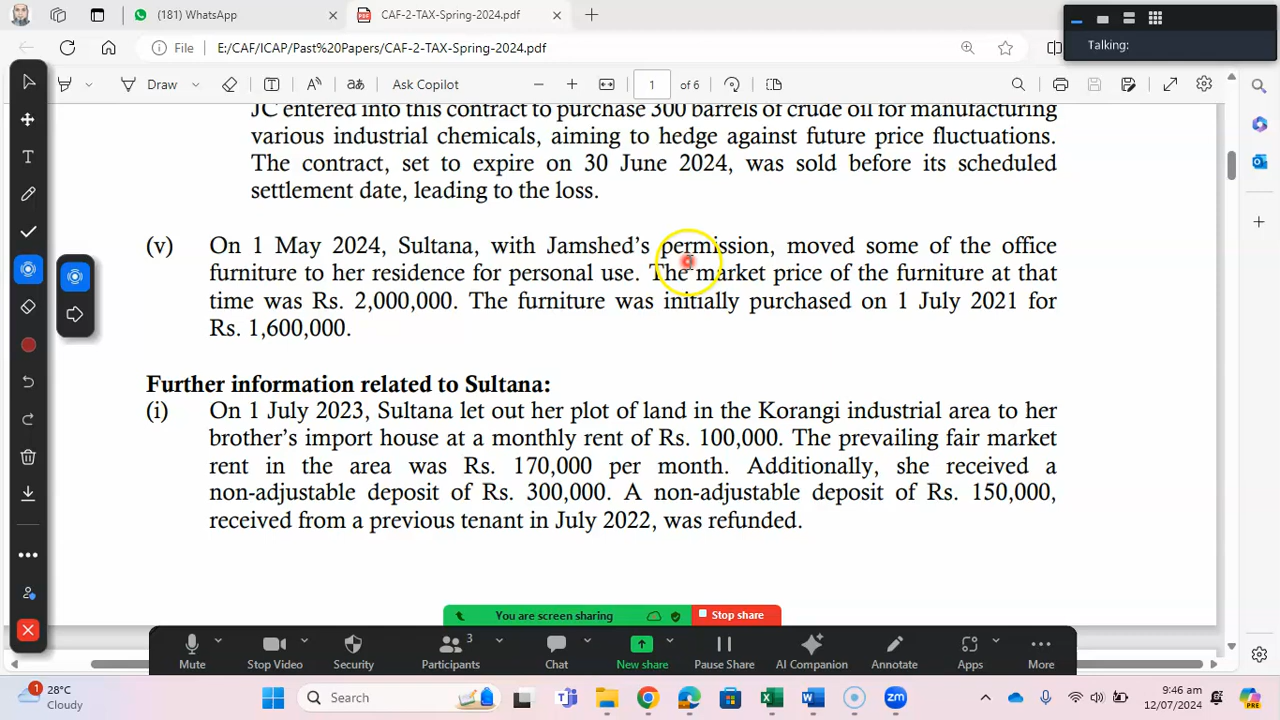 (181) WhatsApp
CAF-2-TAX-Spring-2024.pdf
Talking:
File
E:/CAF/ICAP/Past%20Papers/CAF-2-TAX-Spring-2024.pdf
Draw
Ask Copilot
1 of 6
JC entered into this contract to purchase 300 barrels of crude oil for manufacturing
various industrial chemicals, aiming to hedge against future price fluctuations.
The contract, set to expire on 30 June 2024, was sold before its scheduled
settlement date, leading to the loss.
(v) On 1 May 2024, Sultana, with Jamshed's permission, moved some of the office
furniture to her residence for personal use. The market price of the furniture at that
time was Rs. 2,000,000. The furniture was initially purchased on 1 July 2021 for
Rs. 1,600,000.
Further information related to Sultana:
(i) On 1 July 2023, Sultana let out her plot of land in the Korangi industrial area to her
brother's import house at a monthly rent of Rs. 100,000. The prevailing fair market
rent in the area was Rs. 170,000 per month. Additionally, she received a
non-adjustable deposit of Rs. 300,000. A non-adjustable deposit of Rs. 150,000,
received from a previous tenant in July 2022, was refunded.
You are screen sharing
Stop share
3
Mute
Stop Video
Security
Participants
Chat
New share
Pause Share
AI Companion
Annotate
Apps
More
1
28°C
Cloudy
Search
zm
9:46 am
12/07/2024
PRE